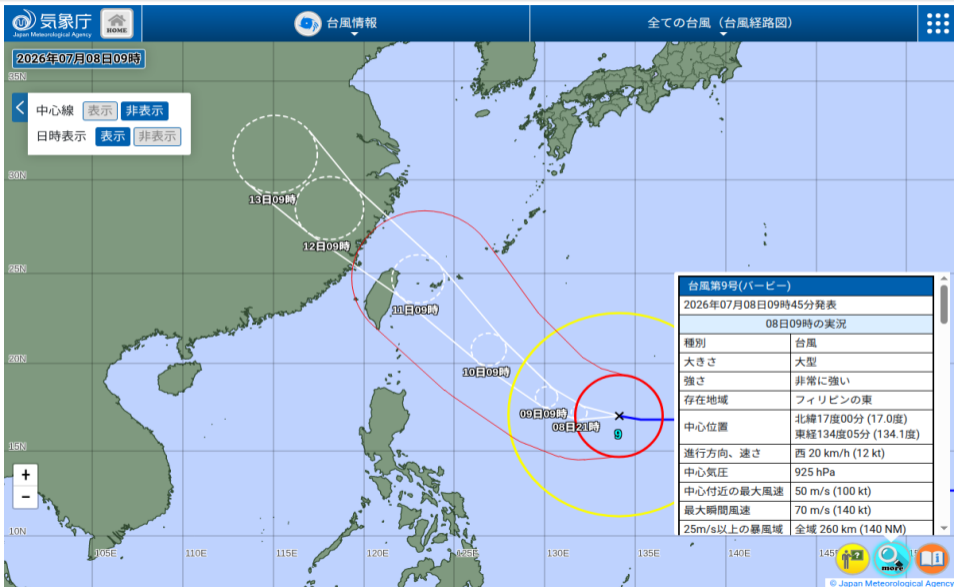 気象庁
Japan Meteorological Agency
HOME
台風情報
全ての台風（台風経路図）
2026年07月08日09時
35N
中心線 表示 非表示
日時表示 表示 非表示
30N
13日09時
12日09時
25N
11日09時
20N
10日09時
09日09時
08日21時
9
15N
10N
105E
110E
115E
120E
125E
130E
135E
140E
145
+
−
台風第9号(バービー)
2026年07月08日09時45分発表
08日09時の実況
種別 台風
大きさ 大型
強さ 非常に強い
存在地域 フィリピンの東
中心位置 北緯17度00分 (17.0度)
東経134度05分 (134.1度)
進行方向、速さ 西 20 km/h (12 kt)
中心気圧 925 hPa
中心付近の最大風速 50 m/s (100 kt)
最大瞬間風速 70 m/s (140 kt)
25m/s以上の暴風域 全域 260 km (140 NM)
more
© Japan Meteorological Agency